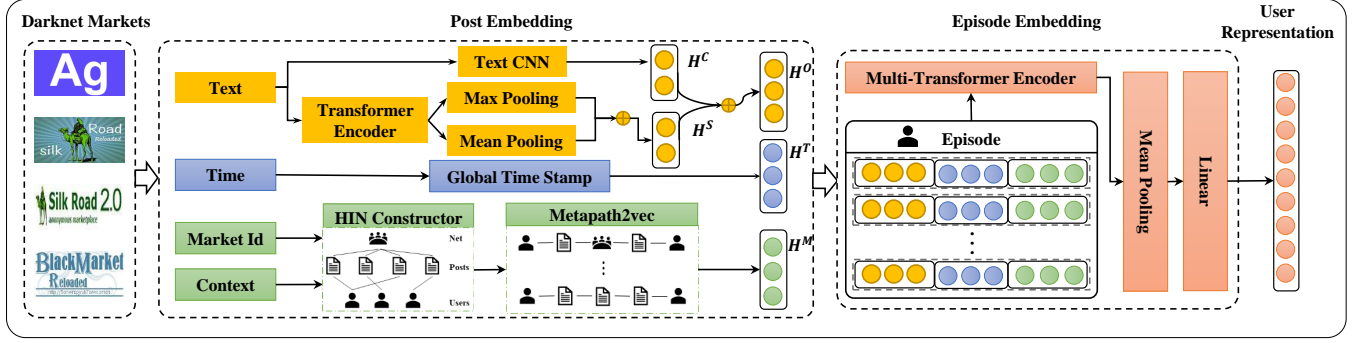 Darknet Markets
Post Embedding
Episode Embedding
User
Representation
Ag
Road
Reloaded
silk
Silk Road 2.0
anonymous marketplace
BlackMarket
Reloaded
Text
Text CNN
Transformer
Encoder
Max Pooling
Mean Pooling
H^C
H^S
H^O
Time
Global Time Stamp
H^T
Market Id
Context
HIN Constructor
Net
Posts
Users
Metapath2vec
H^M
Multi-Transformer Encoder
Episode
Mean Pooling
Linear